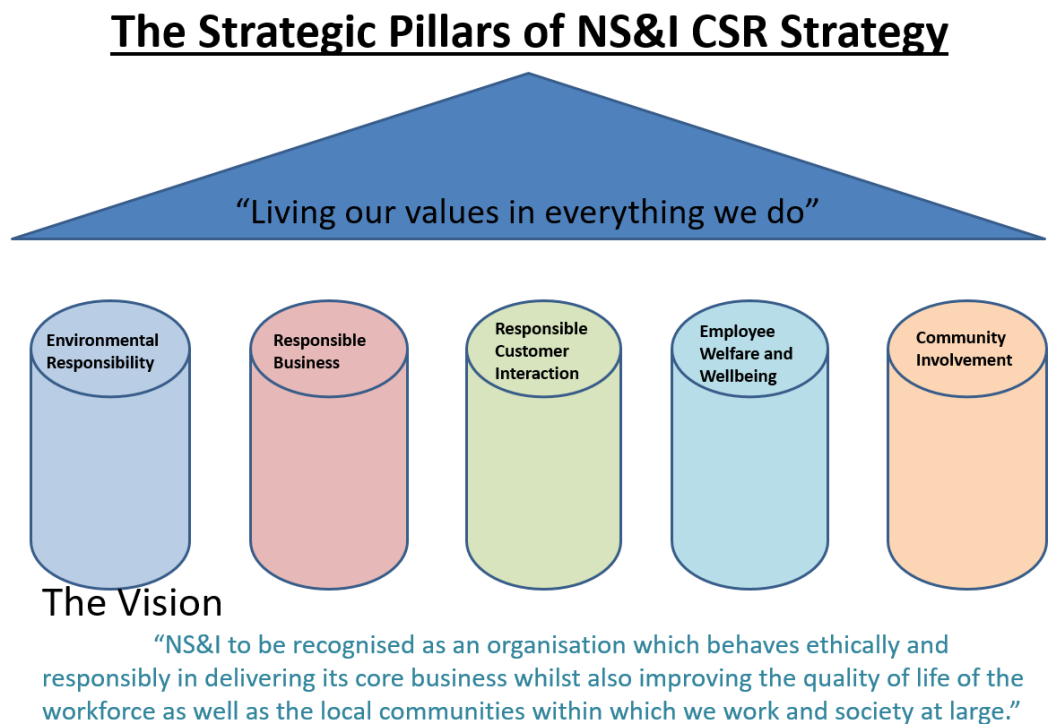 The Strategic Pillars of NS&I CSR Strategy
“Living our values in everything we do”
Environmental
Responsibility
Responsible
Business
Responsible
Customer
Interaction
Employee
Welfare and
Wellbeing
Community
Involvement
The Vision
“NS&I to be recognised as an organisation which behaves ethically and
responsibly in delivering its core business whilst also improving the quality of life of the
workforce as well as the local communities within which we work and society at large.”